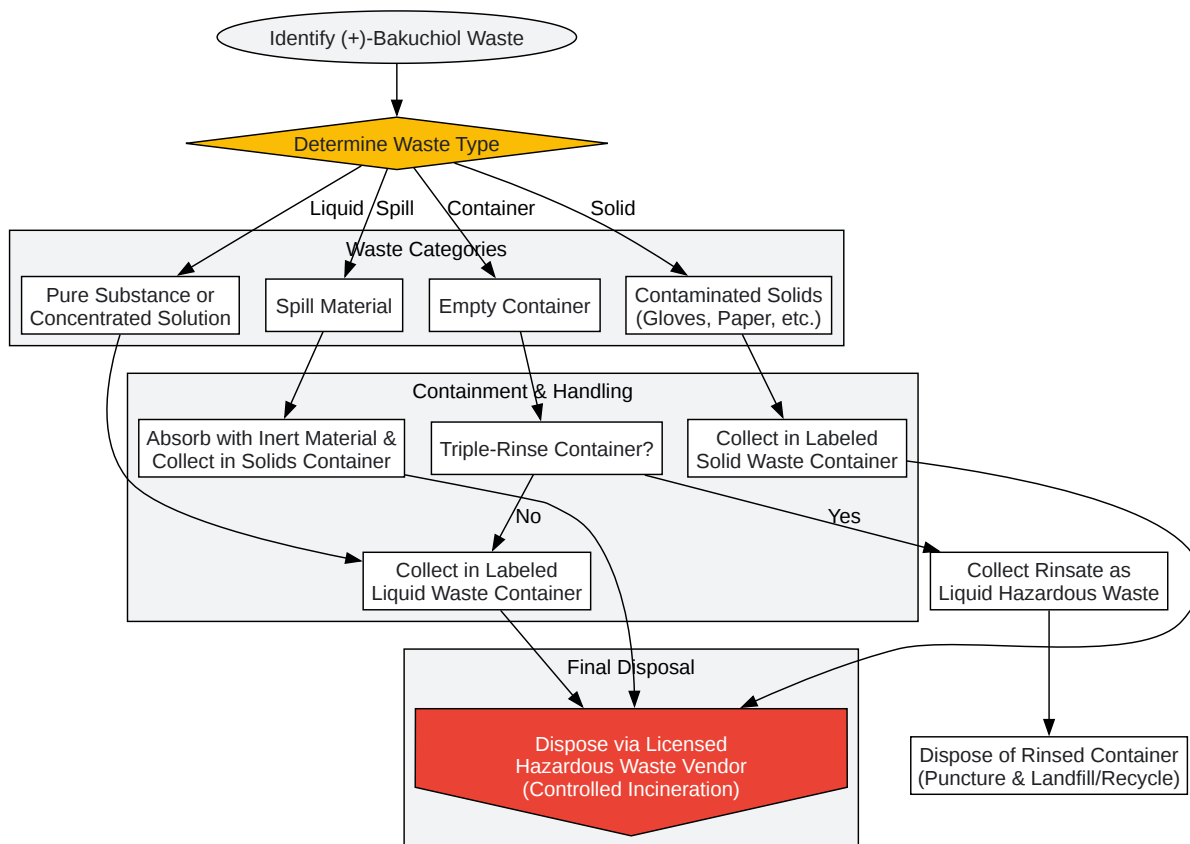 Identify (+)-Bakuchiol Waste
Determine Waste Type
Liquid
Spill
Container
Solid
Waste Categories
Pure Substance or
Concentrated Solution
Spill Material
Empty Container
Contaminated Solids
(Gloves, Paper, etc.)
Containment & Handling
Absorb with Inert Material &
Collect in Solids Container
Triple-Rinse Container?
Collect in Labeled
Solid Waste Container
No
Yes
Collect in Labeled
Liquid Waste Container
Collect Rinsate as
Liquid Hazardous Waste
Final Disposal
Dispose via Licensed
Hazardous Waste Vendor
(Controlled Incineration)
Dispose of Rinsed Container
(Puncture & Landfill/Recycle)